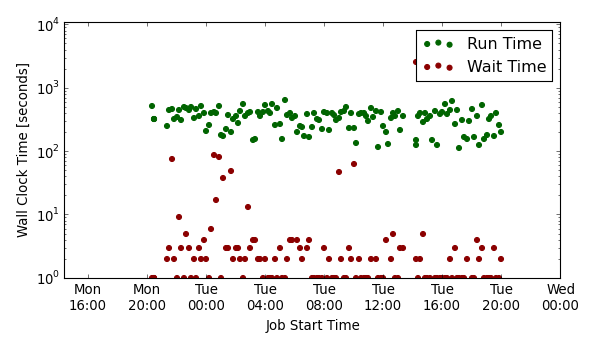 10^4
10^3
10^2
10^1
10^0
Wall Clock Time [seconds]
Run Time
Wait Time
Mon Mon Tue Tue Tue Tue Tue Tue Wed
16:00 20:00 00:00 04:00 08:00 12:00 16:00 20:00 00:00
Job Start Time